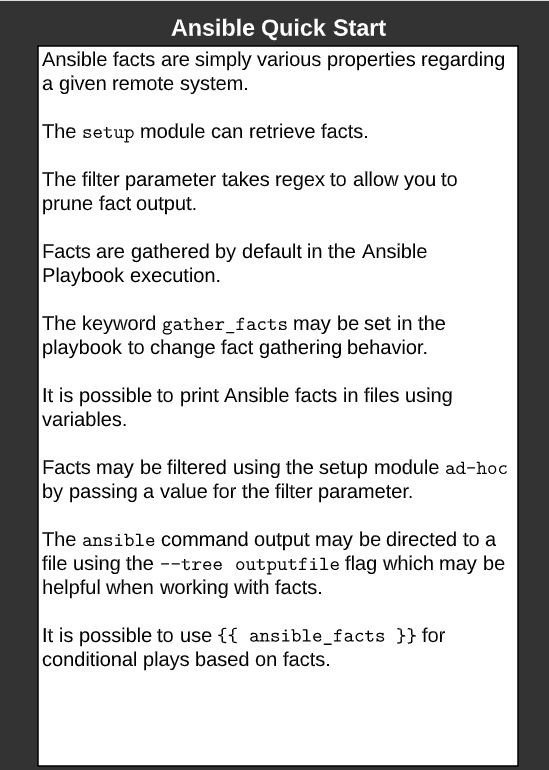 Ansible Quick Start
Ansible facts are simply various properties regarding
a given remote system.
The setup module can retrieve facts.
The filter parameter takes regex to allow you to
prune fact output.
Facts are gathered by default in the Ansible
Playbook execution.
The keyword gather_facts may be set in the
playbook to change fact gathering behavior.
It is possible to print Ansible facts in files using
variables.
Facts may be filtered using the setup module ad-hoc
by passing a value for the filter parameter.
The ansible command output may be directed to a
file using the --tree outputfile flag which may be
helpful when working with facts.
It is possible to use {{ ansible_facts }} for
conditional plays based on facts.